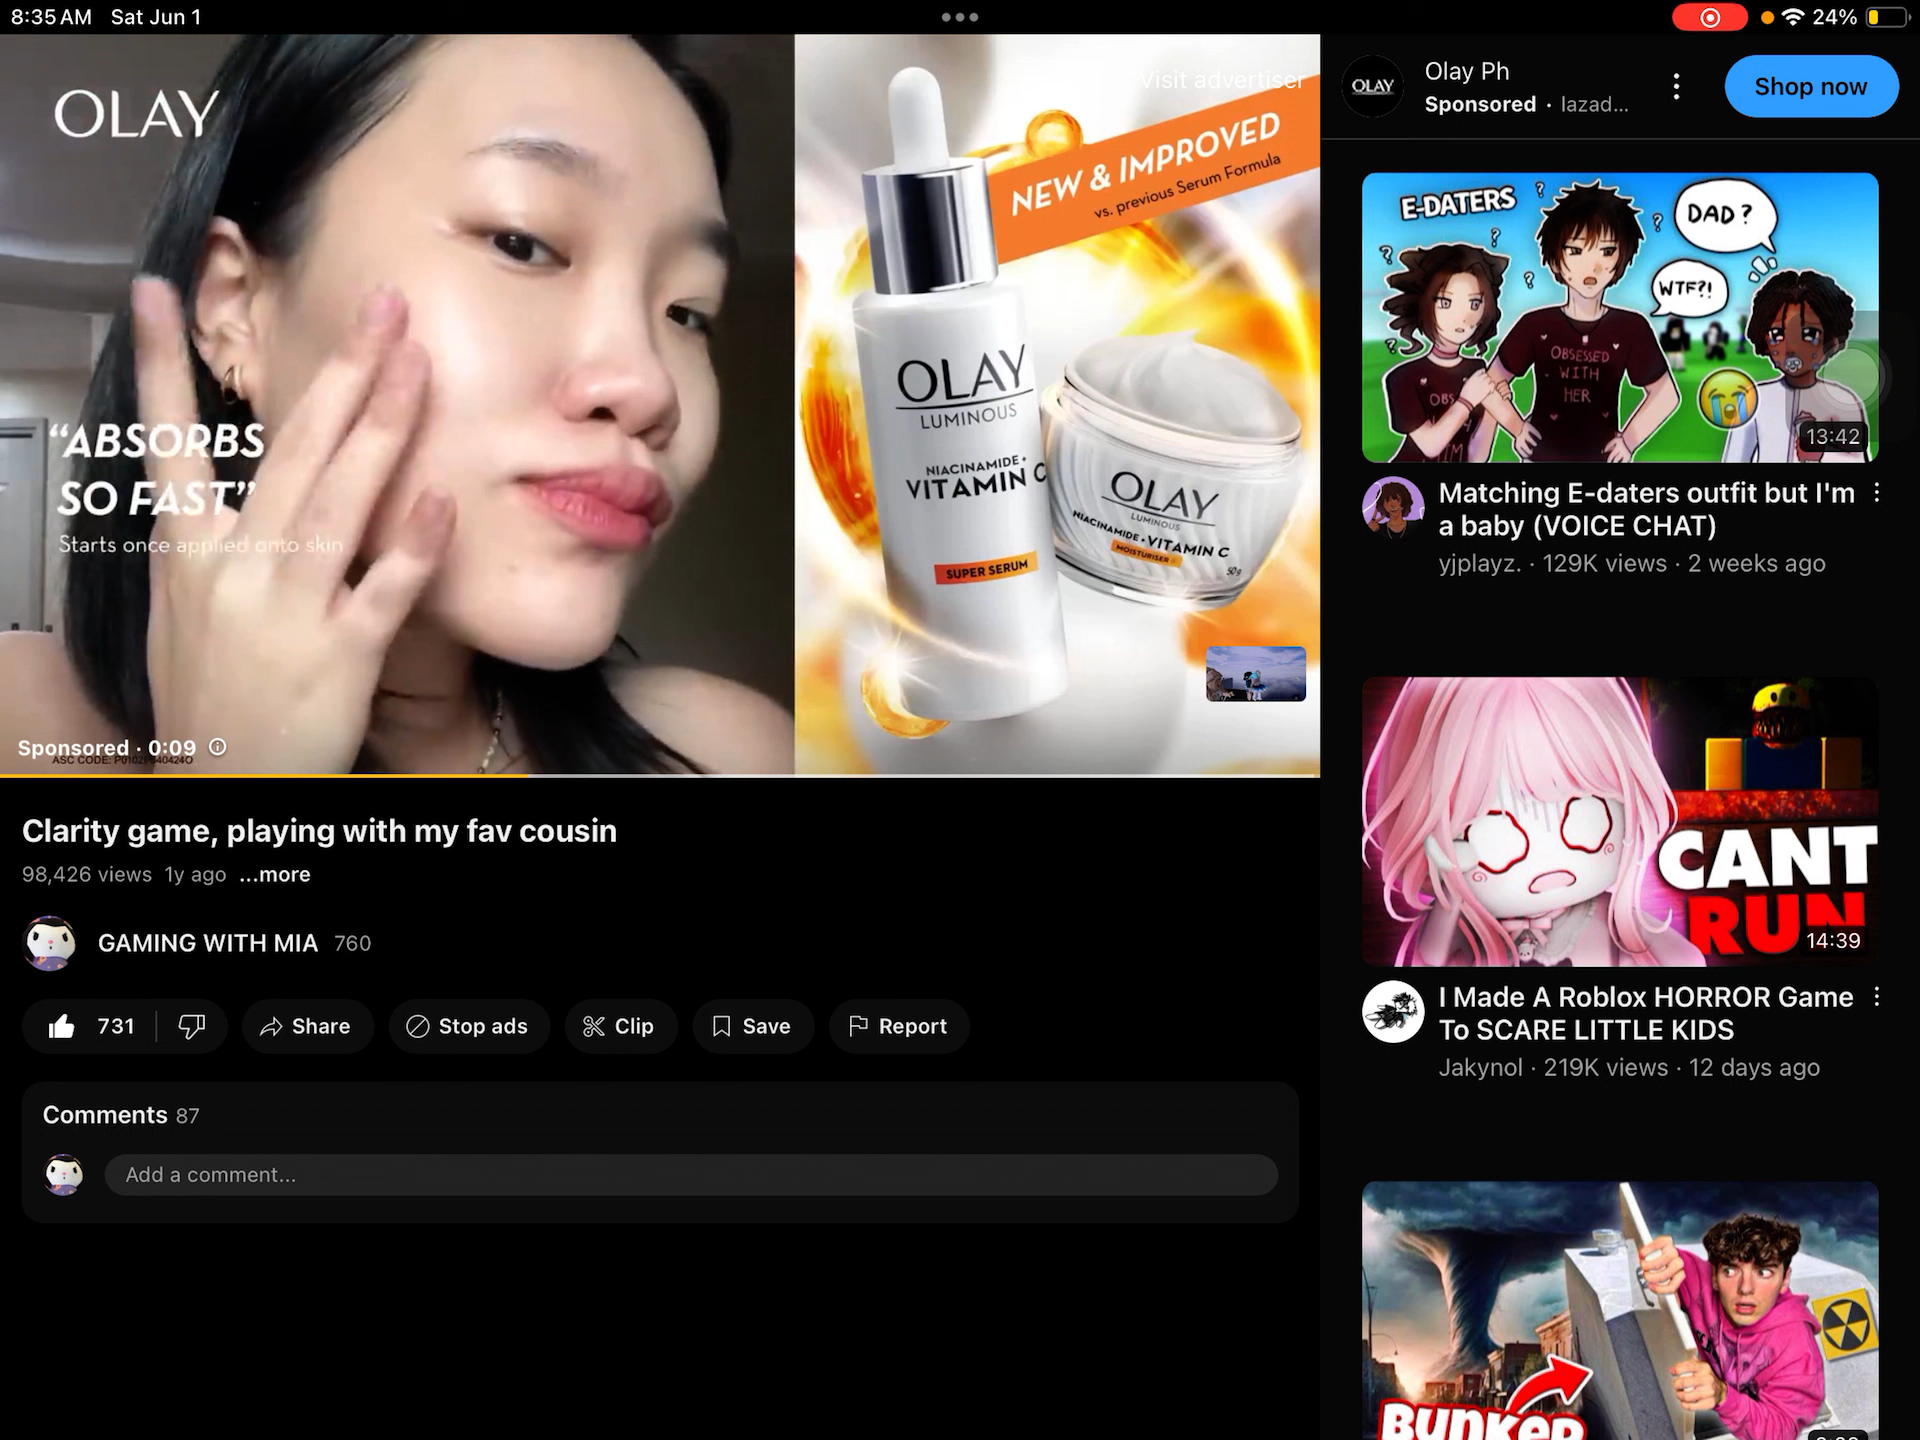 8:35 AM Sat Jun 1
24%
OLAY
"ABSORBS
SO FAST"
Starts once applied onto skin
Sponsored · 0:09
Visit advertiser
NEW & IMPROVED
vs. previous Serum Formula
OLAY
LUMINOUS
NIACINAMIDE +
VITAMIN C
SUPER SERUM
OLAY
LUMINOUS
NIACINAMIDE + VITAMIN C
MOISTURISER
50g
Clarity game, playing with my fav cousin
98,426 views 1y ago ...more
GAMING WITH MIA 760
731
Share
Stop ads
Clip
Save
Report
Comments 87
Add a comment...
OLAY
Olay Ph
Sponsored · lazad...
Shop now
E-DATERS
DAD ?
WTF?!
OBSESSED
WITH
HER
OBS
13:42
Matching E-daters outfit but I'm
a baby (VOICE CHAT)
yjplayz. · 129K views · 2 weeks ago
CANT
RUN
14:39
I Made A Roblox HORROR Game
To SCARE LITTLE KIDS
Jakynol · 219K views · 12 days ago
BUNKER